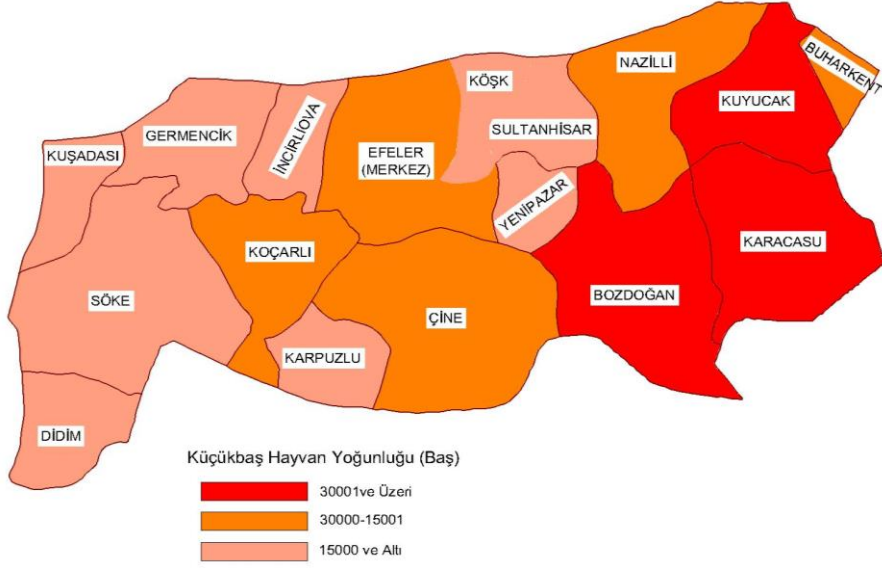 BUHARKENT
NAZİLLİ
KÖŞK
KUYUCAK
GERMENCİK
SULTANHİSAR
KUŞADASI
İNCİRLİOVA
EFELER
(MERKEZ)
YENİPAZAR
KARACASU
KOÇARLI
BOZDOĞAN
SÖKE
ÇİNE
KARPUZLU
DİDİM
Küçükbaş Hayvan Yoğunluğu (Baş)
30001ve Üzeri
30000-15001
15000 ve Altı